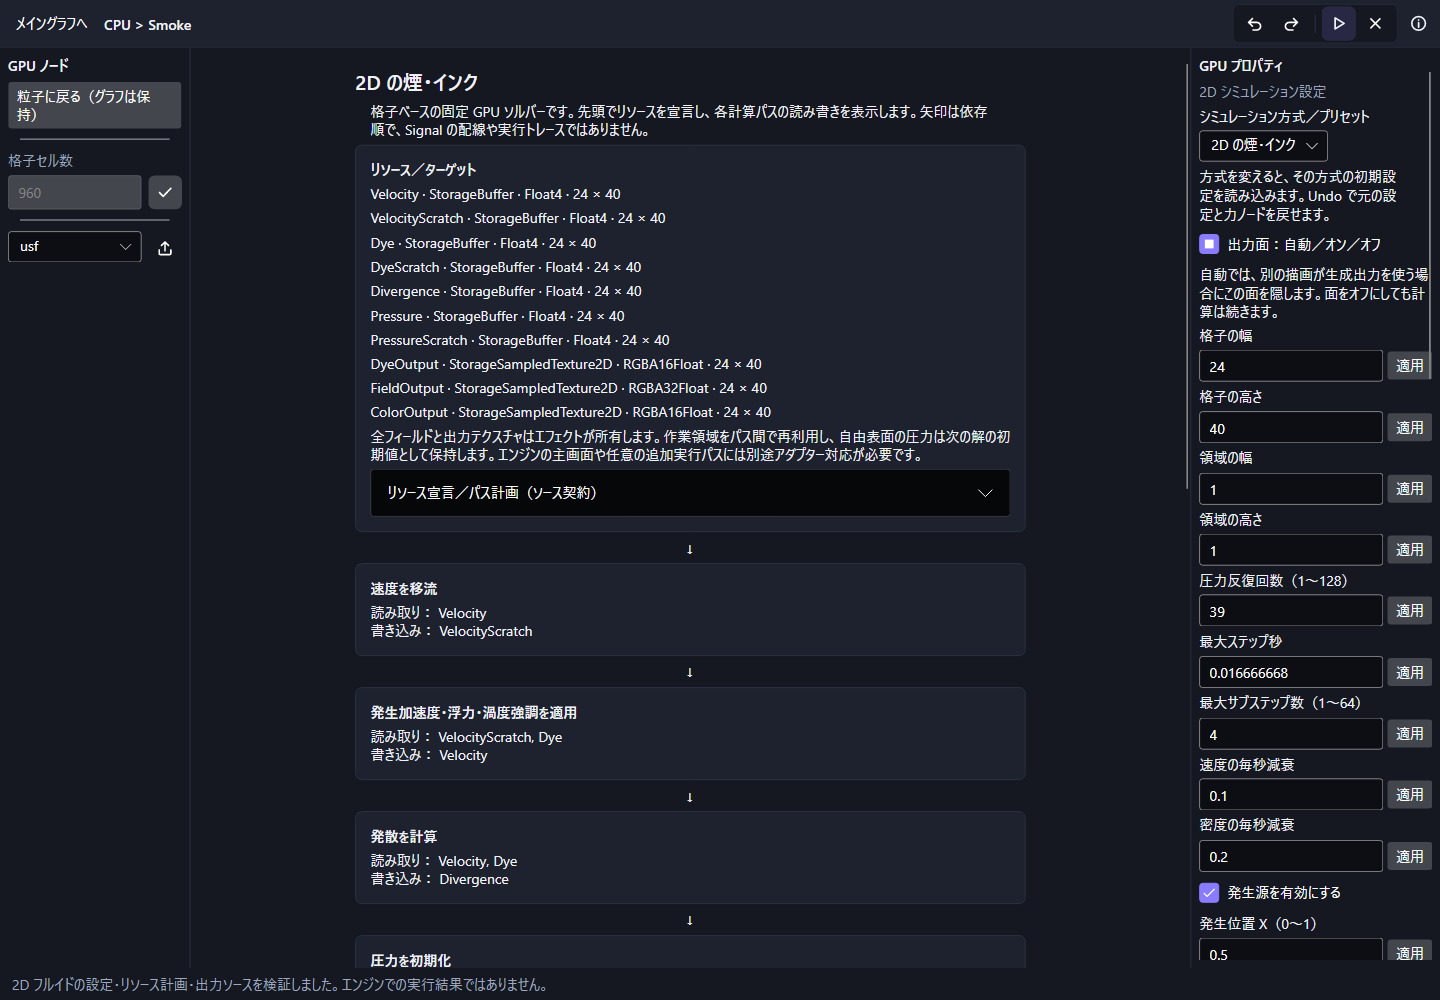 メイングラフへ CPU > Smoke
GPU ノード
粒子に戻る（グラフは保
持）
格子セル数
960
usf
2D の煙・インク
格子ベースの固定 GPU ソルバーです。先頭でリソースを宣言し、各計算パスの読み書きを表示します。矢印は依存
順で、Signal の配線や実行トレースではありません。
リソース／ターゲット
Velocity · StorageBuffer · Float4 · 24 × 40
VelocityScratch · StorageBuffer · Float4 · 24 × 40
Dye · StorageBuffer · Float4 · 24 × 40
DyeScratch · StorageBuffer · Float4 · 24 × 40
Divergence · StorageBuffer · Float4 · 24 × 40
Pressure · StorageBuffer · Float4 · 24 × 40
PressureScratch · StorageBuffer · Float4 · 24 × 40
DyeOutput · StorageSampledTexture2D · RGBA16Float · 24 × 40
FieldOutput · StorageSampledTexture2D · RGBA32Float · 24 × 40
ColorOutput · StorageSampledTexture2D · RGBA16Float · 24 × 40
全フィールドと出力テクスチャはエフェクトが所有します。作業領域をパス間で再利用し、自由表面の圧力は次の解の初
期値として保持します。エンジンの主画面や任意の追加実行パスには別途アダプター対応が必要です。
リソース宣言／パス計画（ソース契約）
↓
速度を移流
読み取り： Velocity
書き込み： VelocityScratch
↓
発生加速度・浮力・渦度強調を適用
読み取り： VelocityScratch, Dye
書き込み： Velocity
↓
発散を計算
読み取り： Velocity, Dye
書き込み： Divergence
↓
圧力を初期化
GPU プロパティ
2D シミュレーション設定
シミュレーション方式／プリセット
2D の煙・インク
方式を変えると、その方式の初期設
定を読み込みます。Undo で元の設
定と力ノードを戻せます。
出力面：自動／オン／オフ
自動では、別の描画が生成出力を使う場
合にこの面を隠します。面をオフにしても計
算は続きます。
格子の幅
24 適用
格子の高さ
40 適用
領域の幅
1 適用
領域の高さ
1 適用
圧力反復回数（1～128）
39 適用
最大ステップ秒
0.016666668 適用
最大サブステップ数（1～64）
4 適用
速度の毎秒減衰
0.1 適用
密度の毎秒減衰
0.2 適用
発生源を有効にする
発生位置 X（0～1）
0.5 適用
2D フルイドの設定・リソース計画・出力ソースを検証しました。エンジンでの実行結果ではありません。